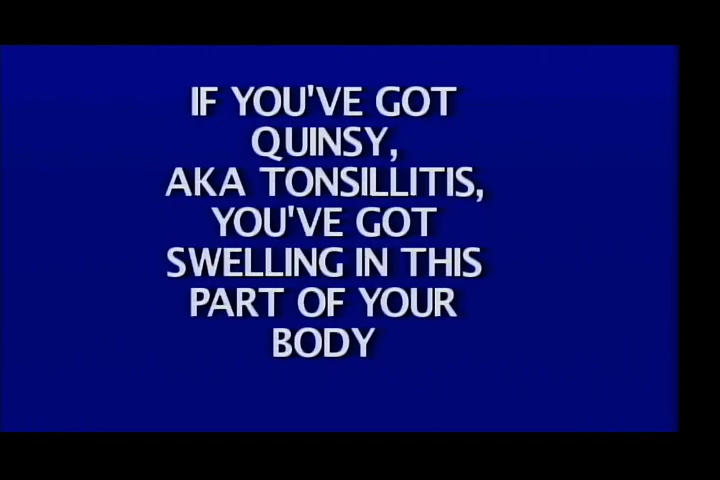 IF YOU'VE GOT
QUINSY,
AKA TONSILLITIS,
YOU'VE GOT
SWELLING IN THIS
PART OF YOUR
BODY